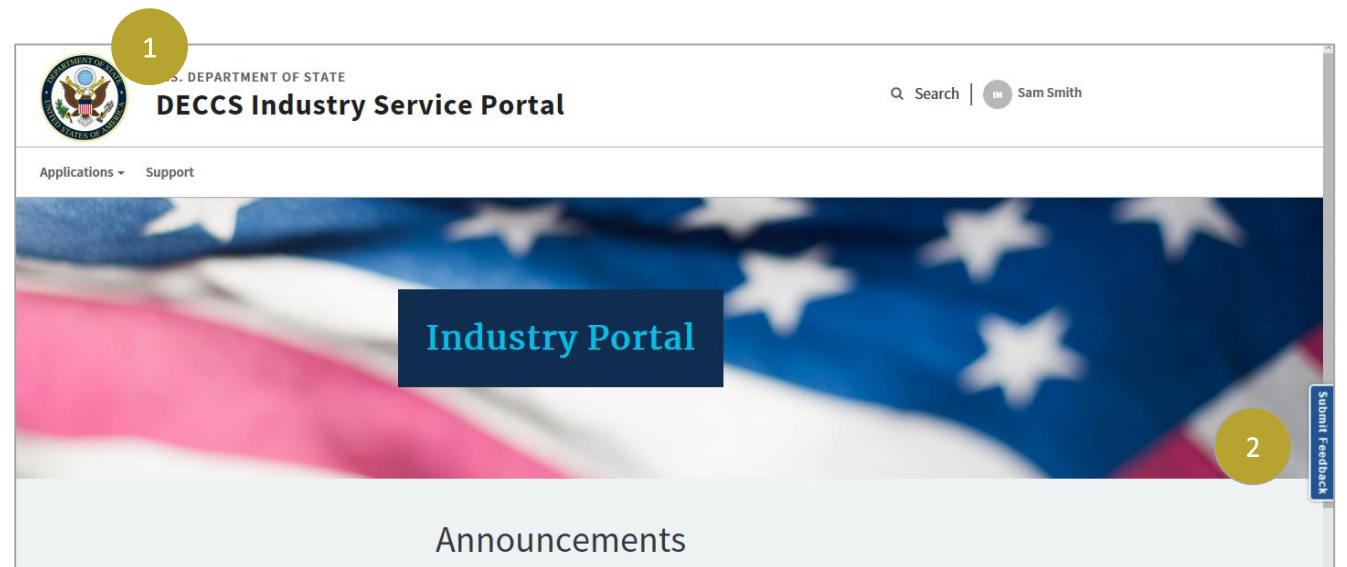 1
.S. DEPARTMENT OF STATE
DECCS Industry Service Portal
Search
IM
Sam Smith
Applications
Support
Industry Portal
Submit Feedback
2
Announcements